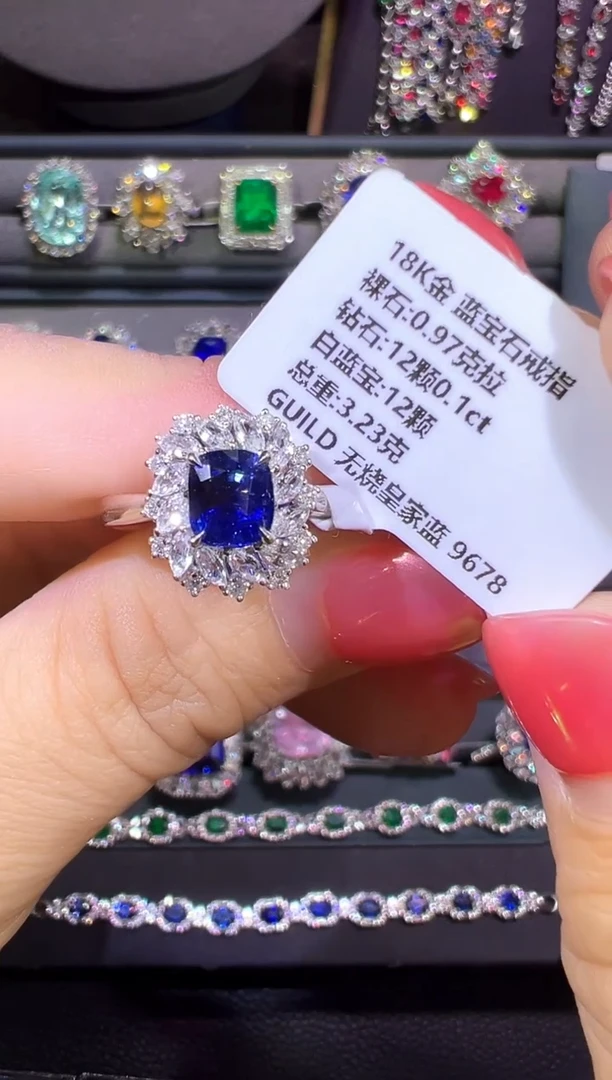 18K金 蓝宝石戒指
裸石:0.97克拉
钻石:12颗0.1ct
白蓝宝:12颗
总重:3.23克
GUILD 无烧皇家蓝 9678